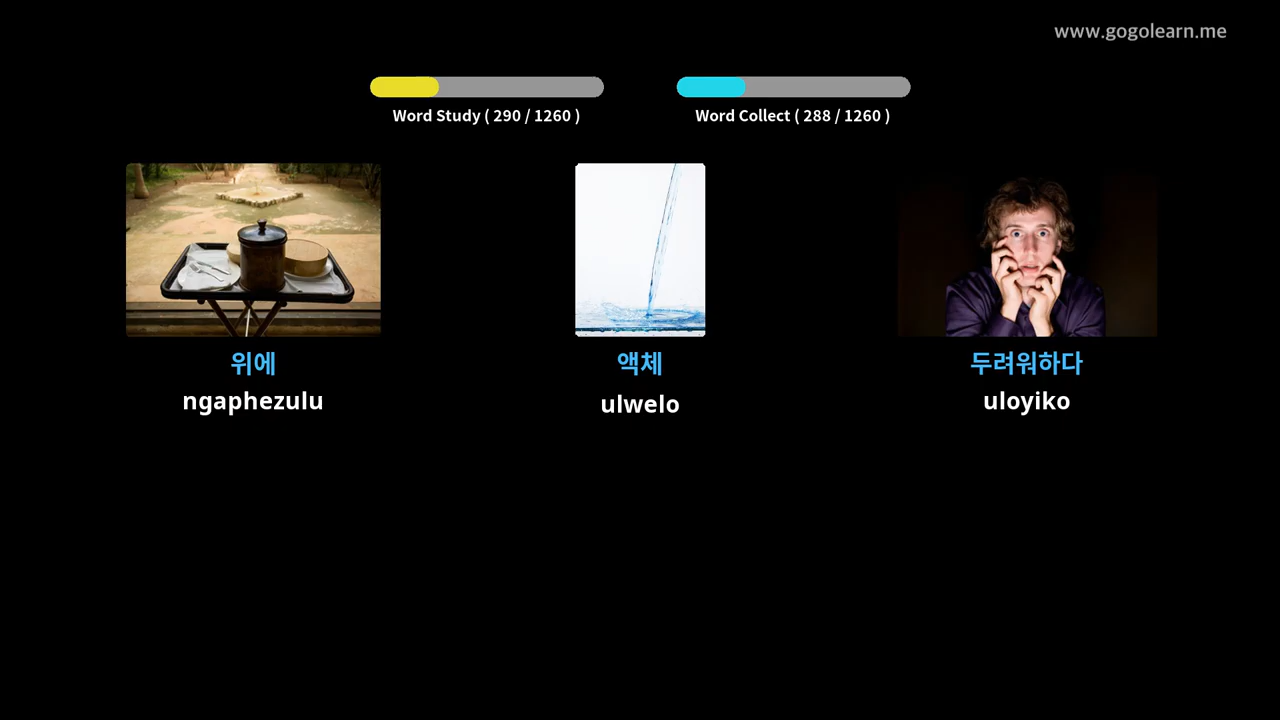 www.gogolearn.me
Word Study ( 290 / 1260 )
Word Collect ( 288 / 1260 )
위에
ngaphezulu
액체
ulwelo
두려워하다
uloyiko